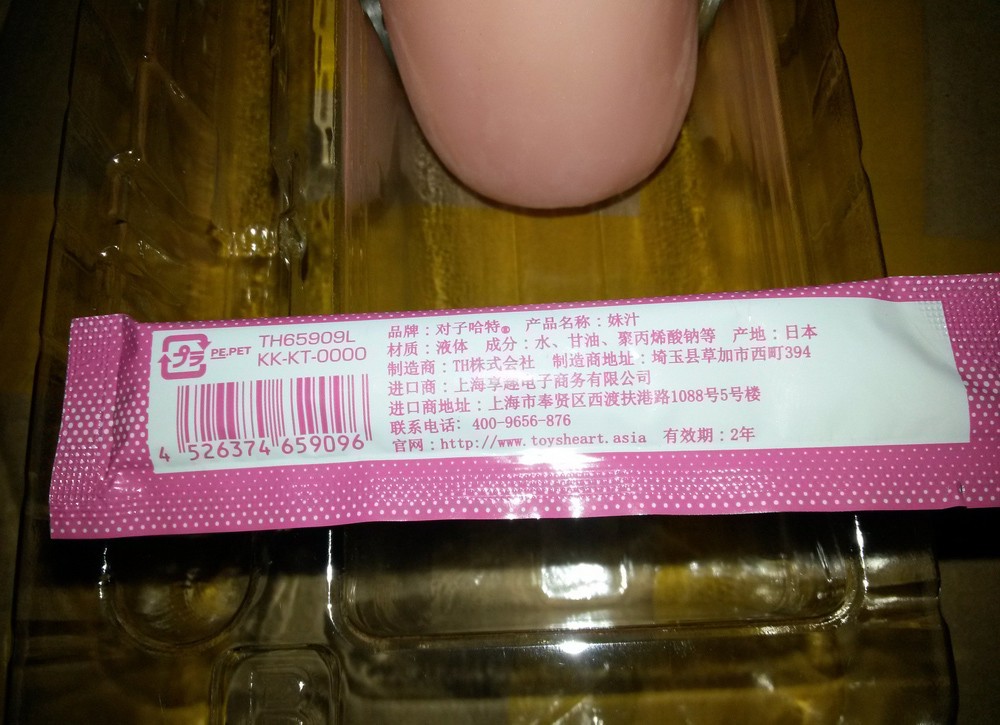 プラ
PE.PET
TH65909L
KK-KT-0000
4 526374 659096
品牌：对子哈特® 产品名称：妹汁
材质：液体 成分：水、甘油、聚丙烯酸钠等 产地：日本
制造商：TH株式会社 制造商地址：埼玉县草加市西町394
进口商：上海享趣电子商务有限公司
进口商地址：上海市奉贤区西渡扶港路1088号5号楼
联系电话：400-9656-876
官网：http://www.toysheart.asia 有效期：2年